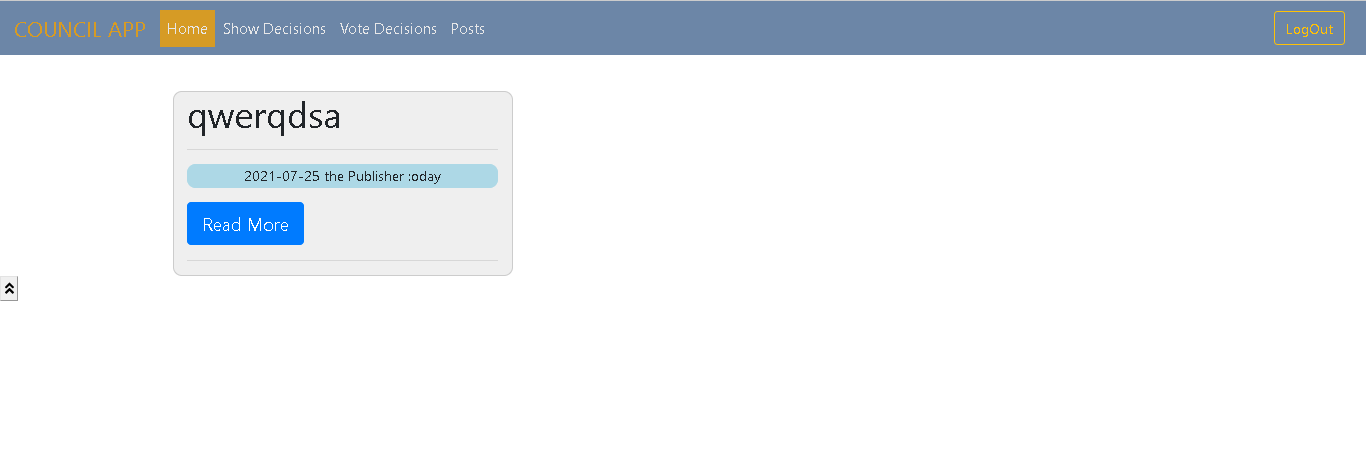 COUNCIL APP Home Show Decisions Vote Decisions Posts LogOut
qwerqdsa
2021-07-25 the Publisher :oday
Read More